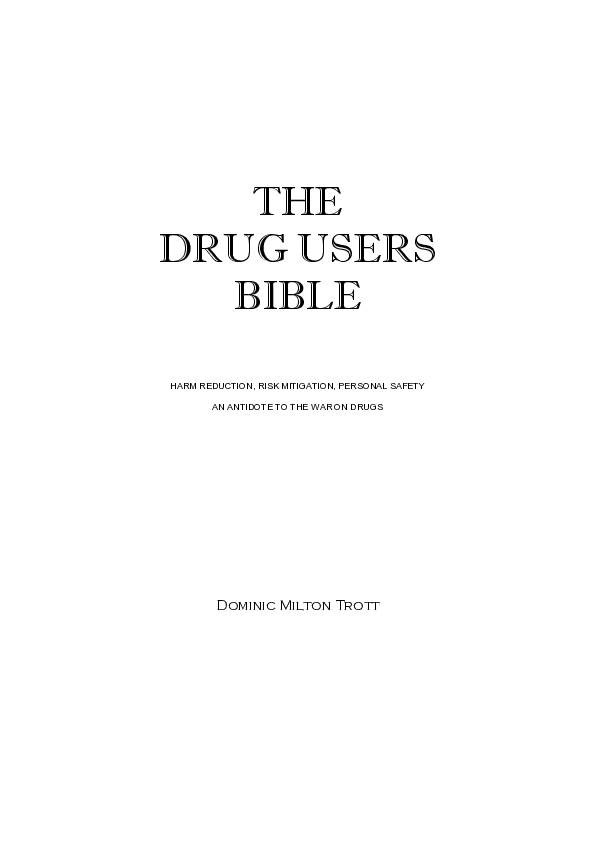 THE
DRUG USERS
BIBLE
HARM REDUCTION, RISK MITIGATION, PERSONAL SAFETY
AN ANTIDOTE TO THE WAR ON DRUGS
DOMINIC MILTON TROTT